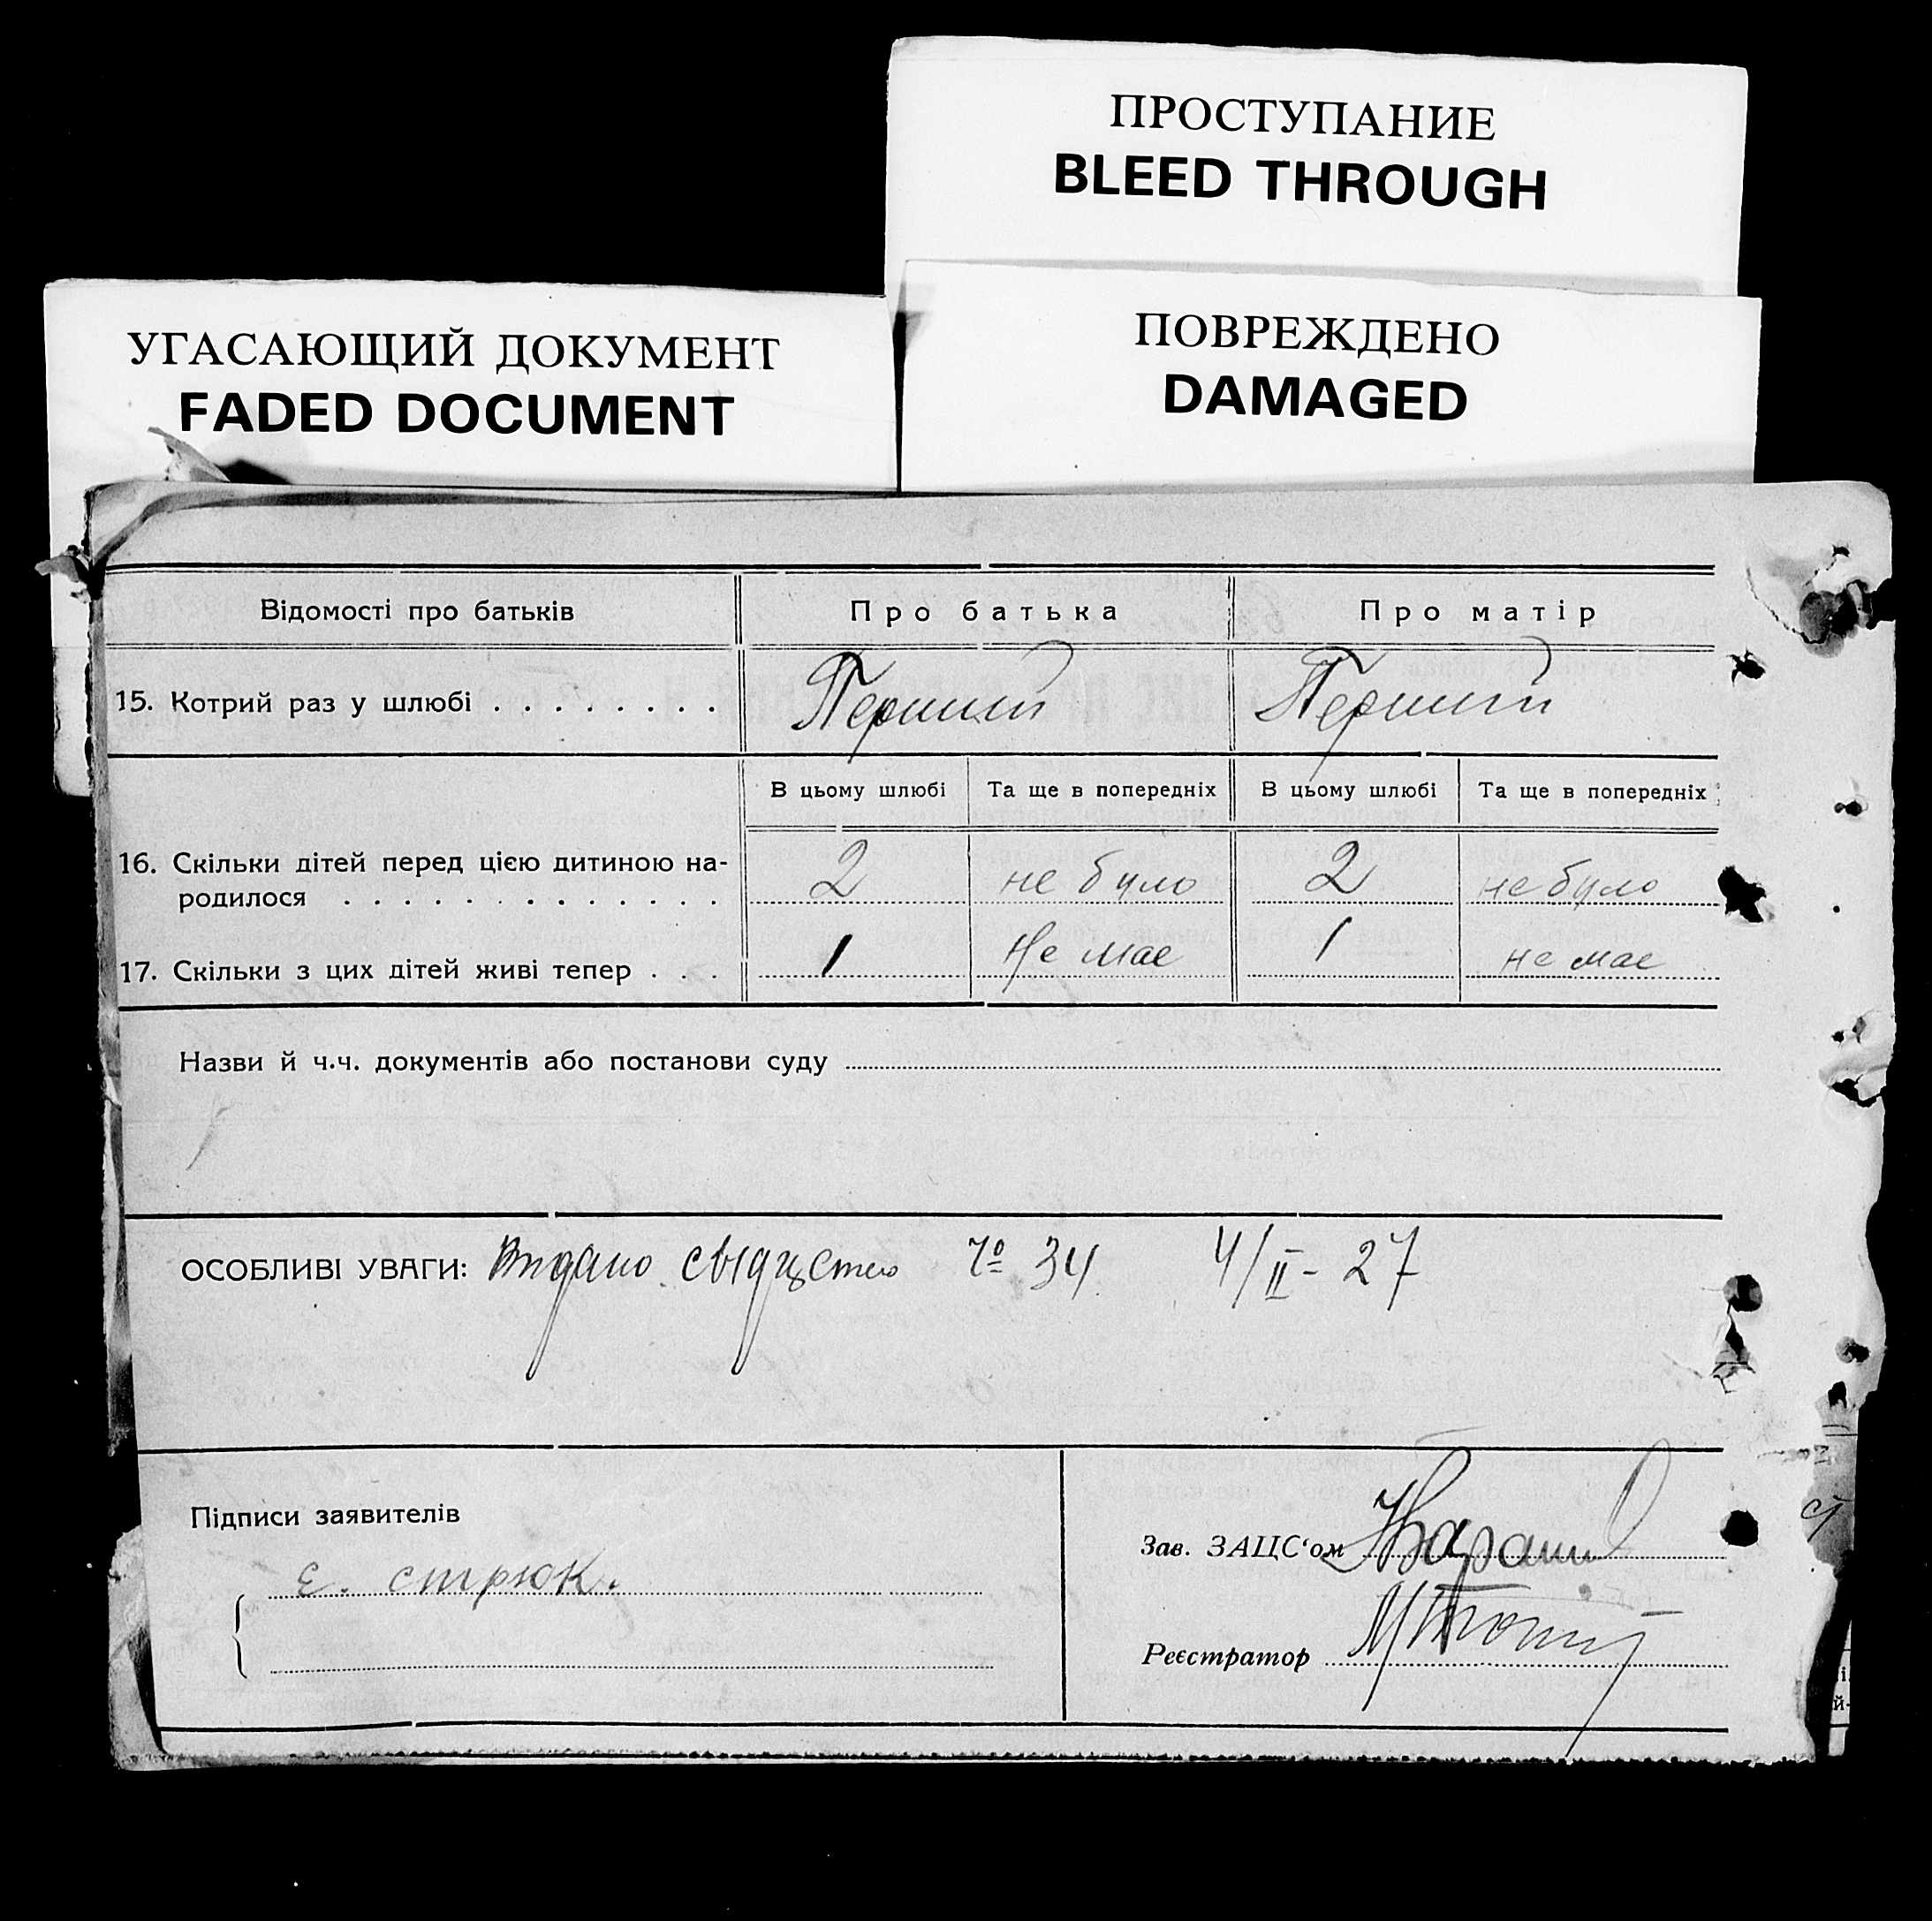 ПРОСТУПАНИЕ
BLEED THROUGH
УГАСАЮЩИЙ ДОКУМЕНТ
FADED DOCUMENT
ПОВРЕЖДЕНО
DAMAGED
Відомості про батьків Про батька Про матір
15. Котрий раз у шлюбі . . . . . . . . Перший Перший
В цьому шлюбі Та ще в попередніх В цьому шлюбі Та ще в попередніх
16. Скільки дітей перед цією дитиною на-
родилося . . . . . . . . . . . . . 2 не було 2 не було
17. Скільки з цих дітей живі тепер . . . 1 Не має 1 не має
Назви й ч.ч. документів або постанови суду
ОСОБЛИВІ УВАГИ: Видано свідцство № 34 4/II - 27
Підписи заявителів
Зав. ЗАЦС‘ом
є. стрюк.
Реєстратор